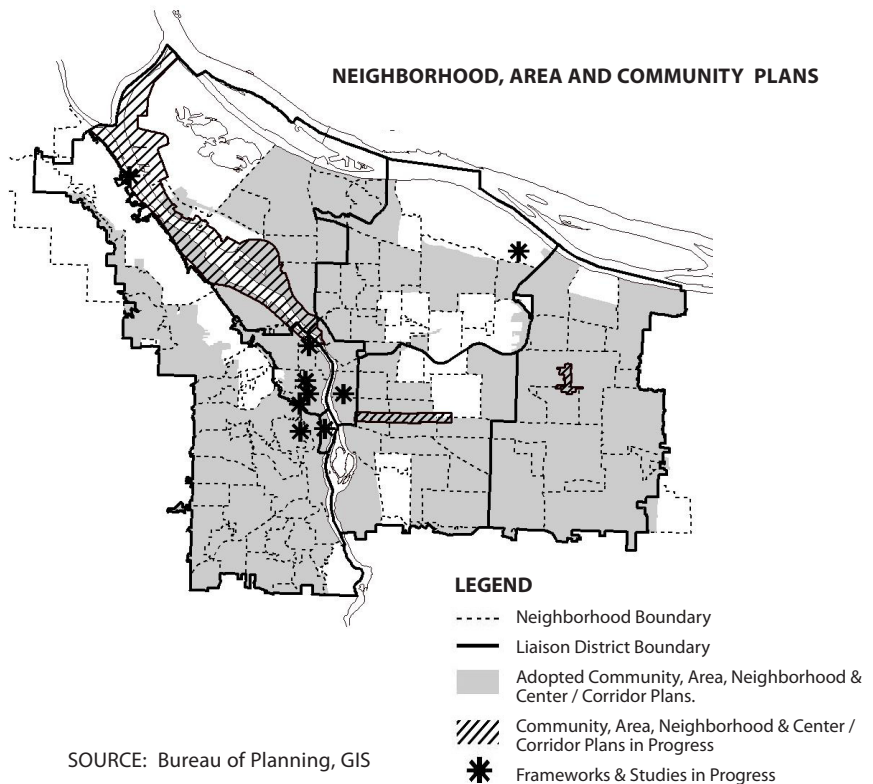 NEIGHBORHOOD, AREA AND COMMUNITY PLANS
LEGEND
Neighborhood Boundary
Liaison District Boundary
Adopted Community, Area, Neighborhood &
Center / Corridor Plans.
Community, Area, Neighborhood & Center /
Corridor Plans in Progress
Frameworks & Studies in Progress
SOURCE: Bureau of Planning, GIS